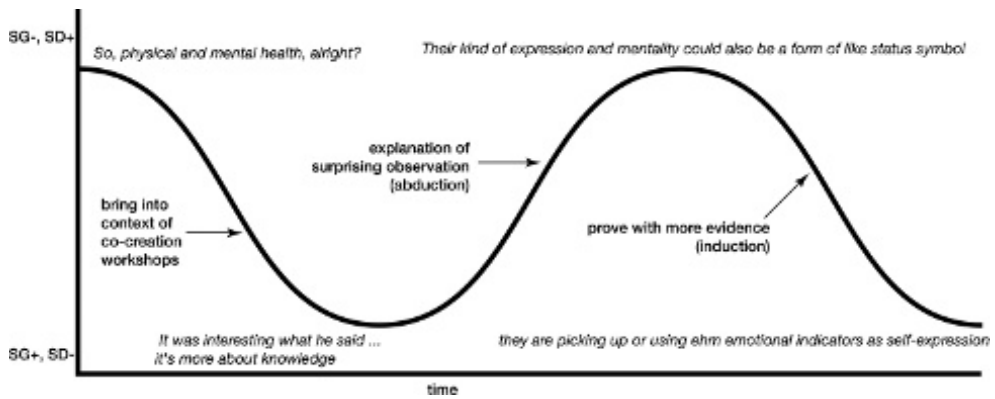 SG-, SD+
So, physical and mental health, alright?
Their kind of expression and mentality could also be a form of like status symbol
explanation of
surprising observation
(abduction)
bring into
context of
co-creation
workshops
prove with more evidence
(induction)
It was interesting what he said ...
it's more about knowledge
they are picking up or using ehm emotional indicators as self-expression
SG+, SD-
time